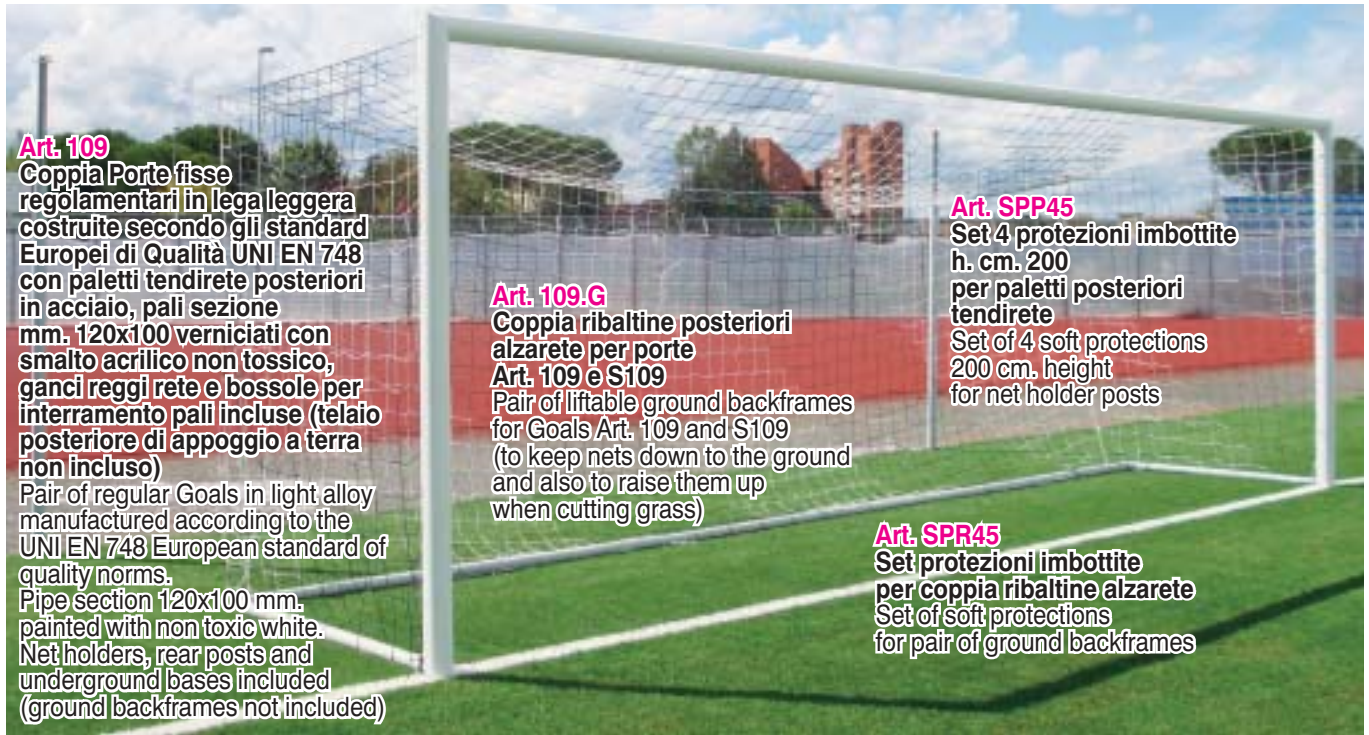 Art. 109
Coppia Porte fisse
regolamentari in lega leggera
costruite secondo gli standard
Europei di Qualità UNI EN 748
con paletti tendirete posteriori
in acciaio, pali sezione
mm. 120x100 verniciati con
smalto acrilico non tossico,
ganci reggi rete e bossole per
interramento pali incluse (telaio
posteriore di appoggio a terra
non incluso)
Pair of regular Goals in light alloy
manufactured according to the
UNI EN 748 European standard of
quality norms.
Pipe section 120x100 mm.
painted with non toxic white.
Net holders, rear posts and
underground bases included
(ground backframes not included)
Art. 109.G
Coppia ribaltine posteriori
alzarete per porte
Art. 109 e S109
Pair of liftable ground backframes
for Goals Art. 109 and S109
(to keep nets down to the ground
and also to raise them up
when cutting grass)
Art. SPP45
Set 4 protezioni imbottite
h. cm. 200
per paletti posteriori
tendirete
Set of 4 soft protections
200 cm. height
for net holder posts
Art. SPR45
Set protezioni imbottite
per coppia ribaltine alzarete
Set of soft protections
for pair of ground backframes